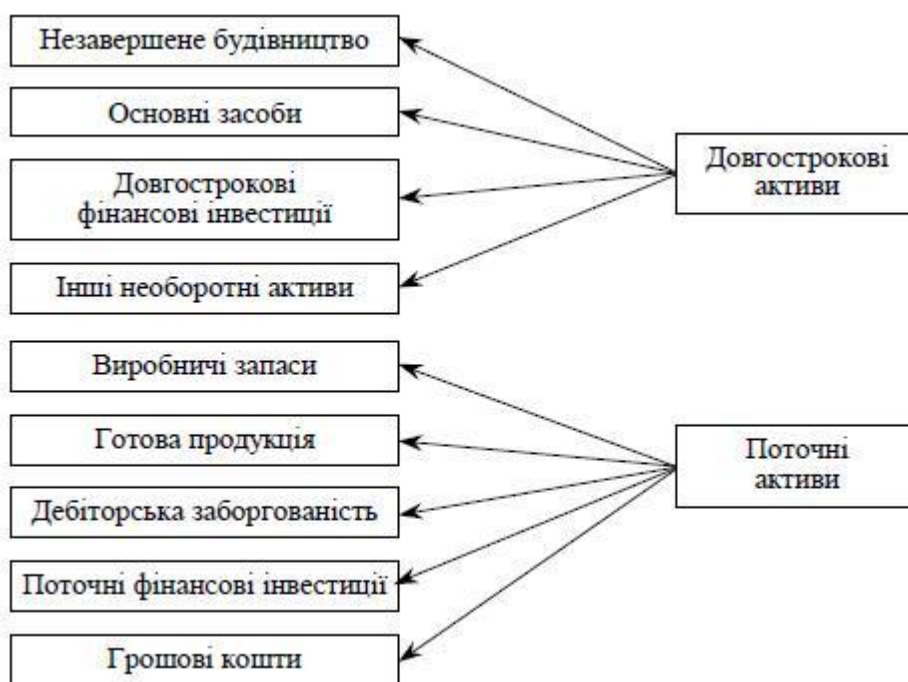 Незавершене будівництво
Основні засоби
Довгострокові
фінансові інвестиції
Інші необоротні активи
Довгострокові
активи
Виробничі запаси
Готова продукція
Дебіторська заборгованість
Поточні фінансові інвестиції
Грошові кошти
Поточні
активи